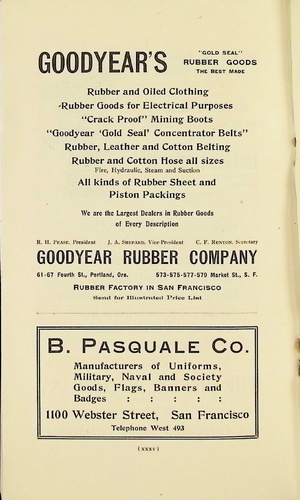 GOODYEAR'S
"GOLD SEAL"
RUBBER GOODS
THE BEST MADE
Rubber and Oiled Clothing
Rubber Goods for Electrical Purposes
"Crack Proof" Mining Boots
"Goodyear 'Gold Seal' Concentrator Belts"
Rubber, Leather and Cotton Belting
Rubber and Cotton Hose all sizes
Fire, Hydraulic, Steam and Suction
All kinds of Rubber Sheet and
Piston Packings
We are the Largest Dealers in Rubber Goods
of Every Description
R. H. PEASE, President J. A. SHEPARD, Vice-President C. F. RUNYON, Secretary
GOODYEAR RUBBER COMPANY
61-67 Fourth St., Portland, Ore. 573-575-577-579 Market St., S. F.
RUBBER FACTORY IN SAN FRANCISCO
Send for Illustrated Price List
B. PASQUALE CO.
Manufacturers of Uniforms,
Military, Naval and Society
Goods, Flags, Banners and
Badges : : : : :
1100 Webster Street, San Francisco
Telephone West 493
(xxxv)